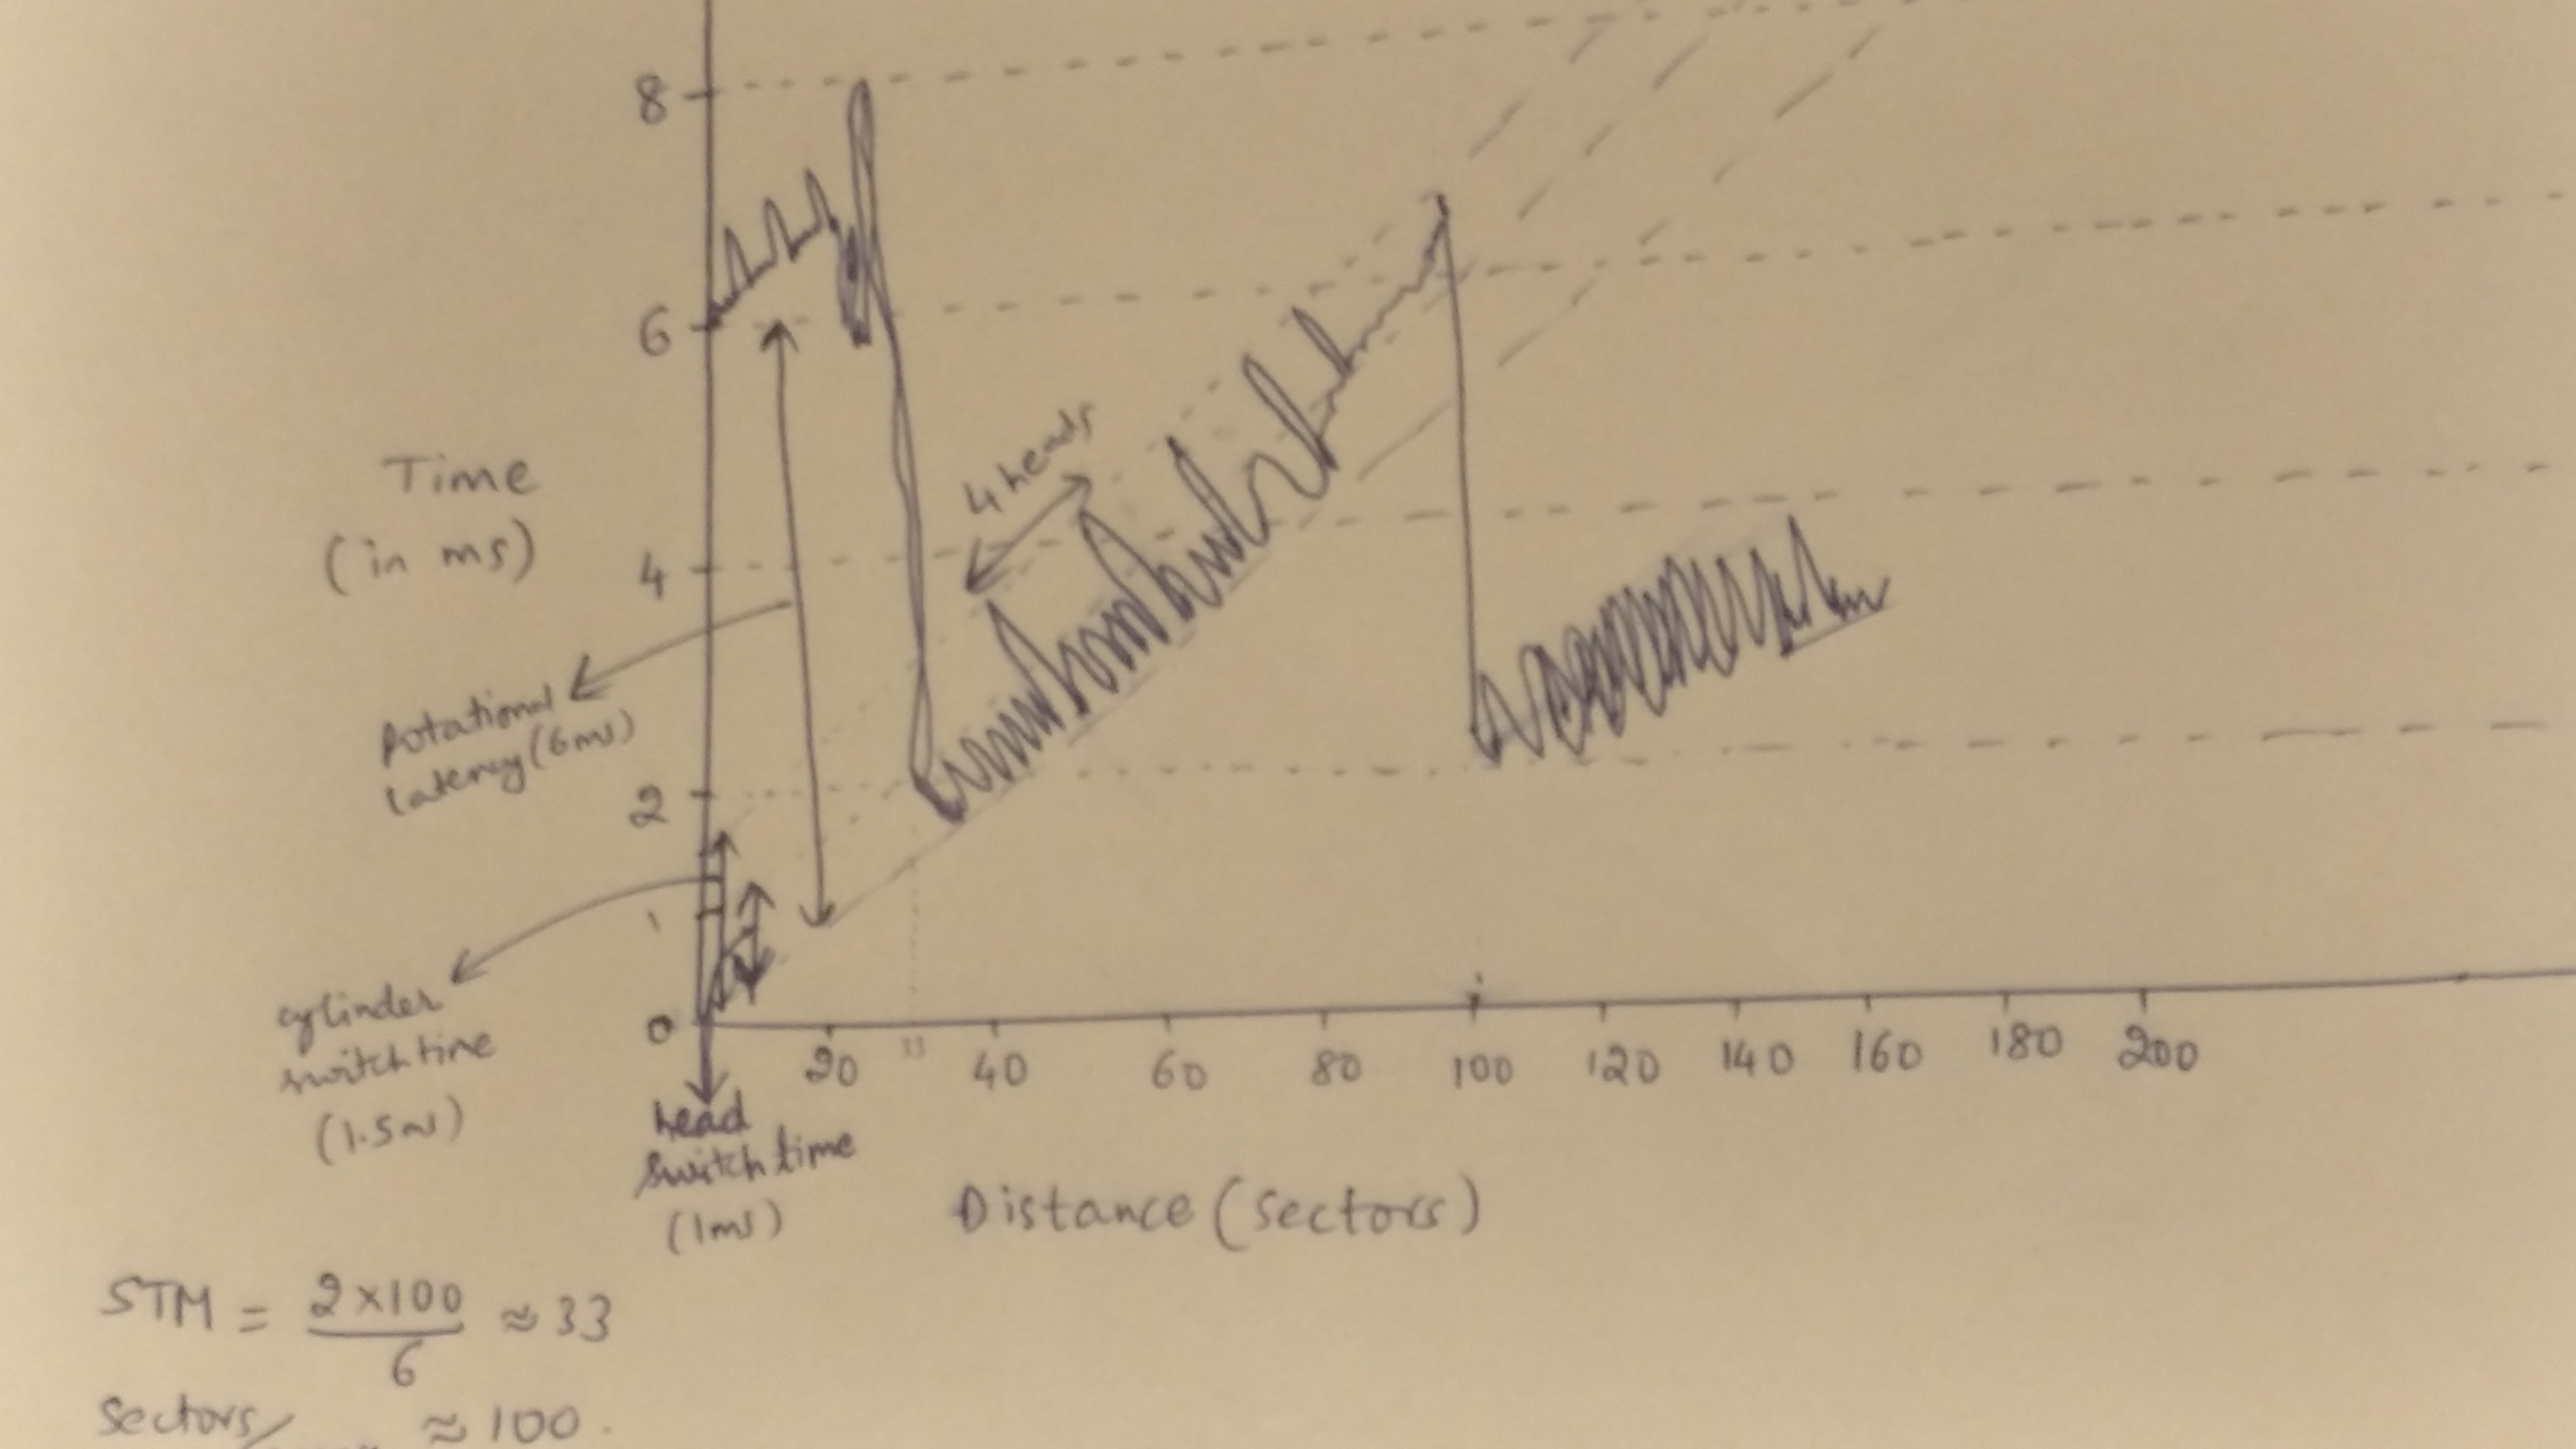 8
6
Time
(in ms)
4 heads
4
Rotational
latency (6ms)
2
1
cylinder
switch time
(1.5ms)
0
20 33 40 60 80 100 120 140 160 180 200
head
switch time
(1ms)
Distance (sectors)
STM = 2×100 ≈ 33
6
Sectors/ ≈ 100.